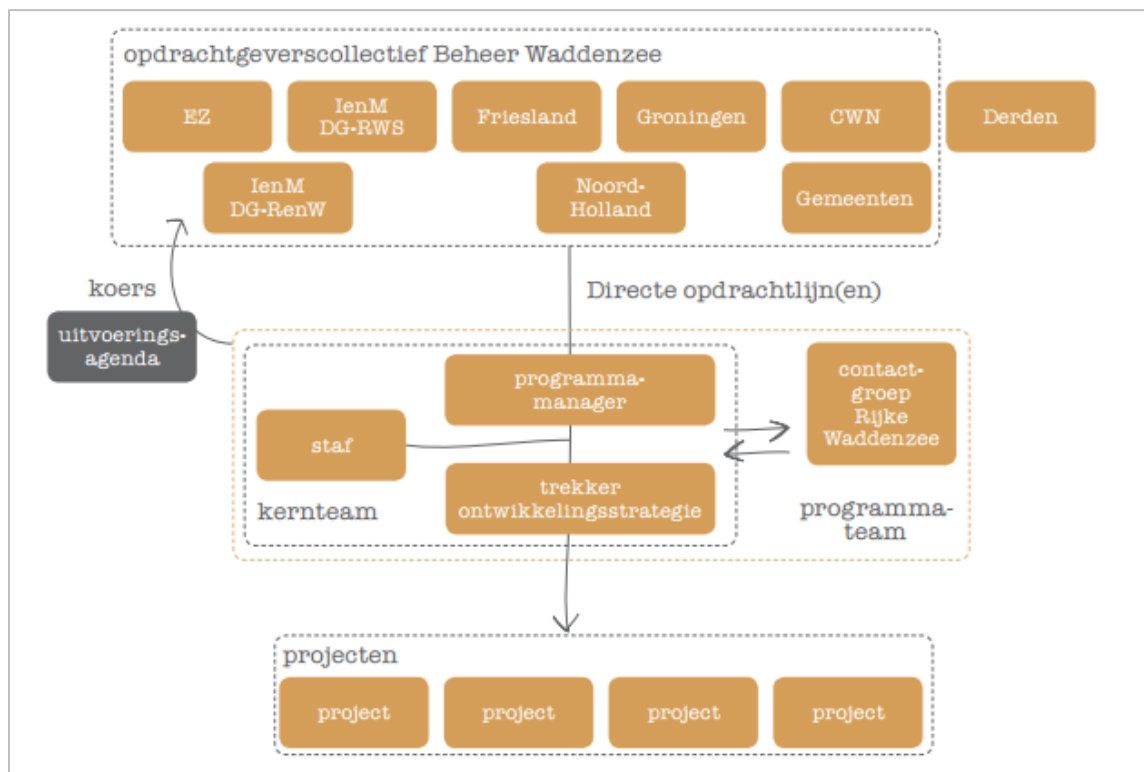 opdrachtgeverscollectief Beheer Waddenzee
EZ
IenM
DG-RWS
Friesland
Groningen
CWN
Derden
IenM
DG-RenW
Noord-
Holland
Gemeenten
koers
Directe opdrachtlijn(en)
uitvoerings-
agenda
programma-
manager
contact-
groep
Rijke
Waddenzee
staf
trekker
ontwikkelingsstrategie
kernteam
programma-
team
projecten
project
project
project
project